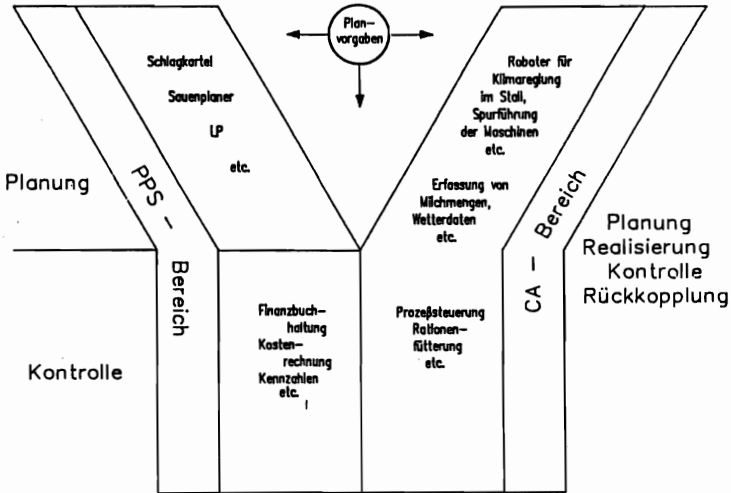 Plan-
vorgaben
Schlagkartei
Sauenplaner
LP
etc.
Roboter für
Klimareglung
im Stall,
Spurführung
der Maschinen
etc.
Erfassung von
Milchmengen,
Wetterdaten
etc.
Planung
PPS - Bereich
CA - Bereich
Planung
Realisierung
Kontrolle
Rückkopplung
Kontrolle
Finanzbuch-
haltung
Kosten-
rechnung
Kennzahlen
etc.
Prozeßsteuerung
Rationen-
fütterung
etc.